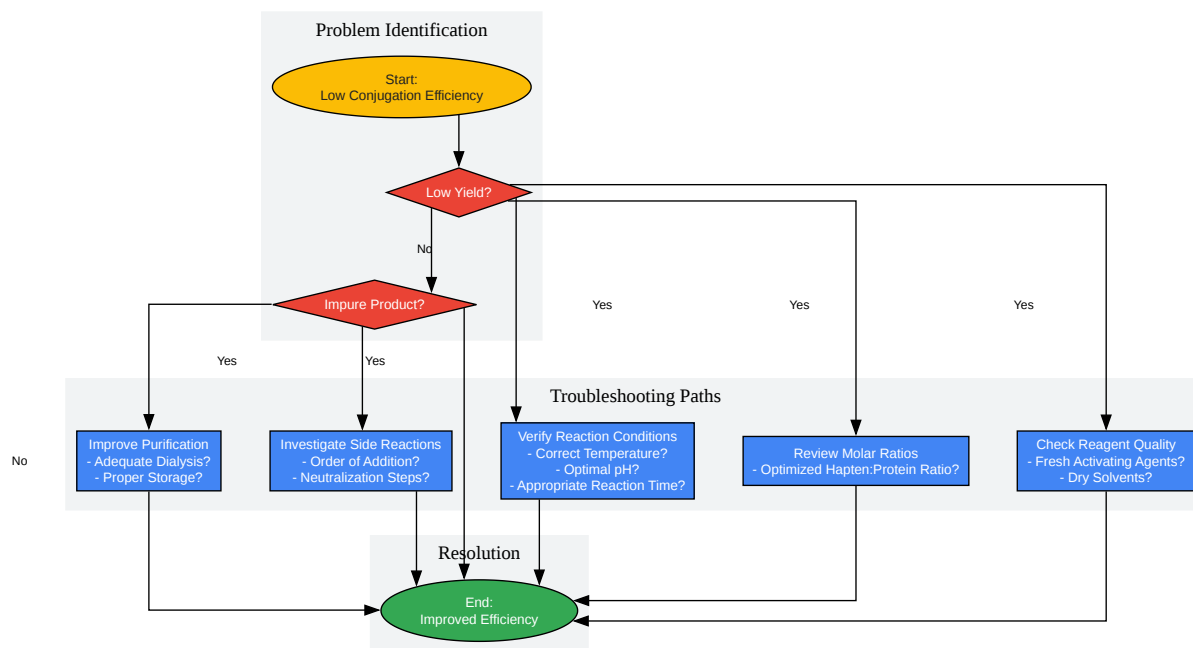 Problem Identification
Start:
Low Conjugation Efficiency
Low Yield?
No
Impure Product?
Yes
Yes
Yes
Yes
Yes
Troubleshooting Paths
Improve Purification
- Adequate Dialysis?
- Proper Storage?
Investigate Side Reactions
- Order of Addition?
- Neutralization Steps?
Verify Reaction Conditions
- Correct Temperature?
- Optimal pH?
- Appropriate Reaction Time?
Review Molar Ratios
- Optimized Hapten:Protein Ratio?
Check Reagent Quality
- Fresh Activating Agents?
- Dry Solvents?
No
Resolution
End:
Improved Efficiency